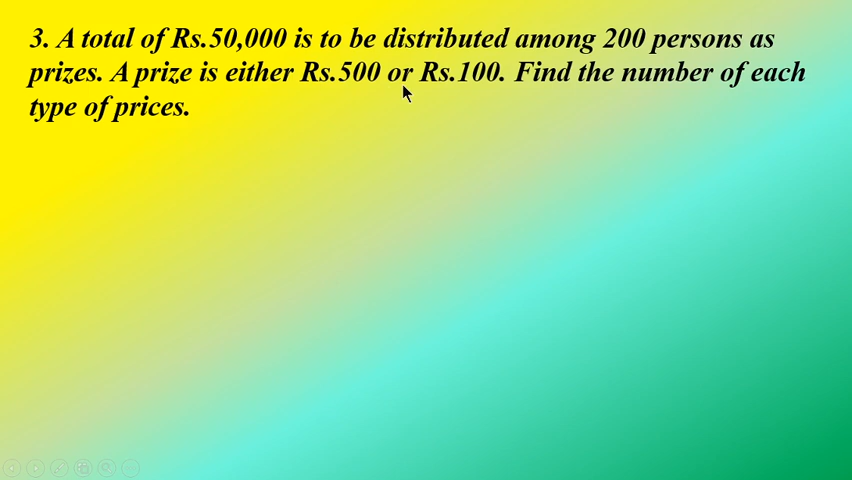 3. A total of Rs.50,000 is to be distributed among 200 persons as
prizes. A prize is either Rs.500 or Rs.100. Find the number of each
type of prices.